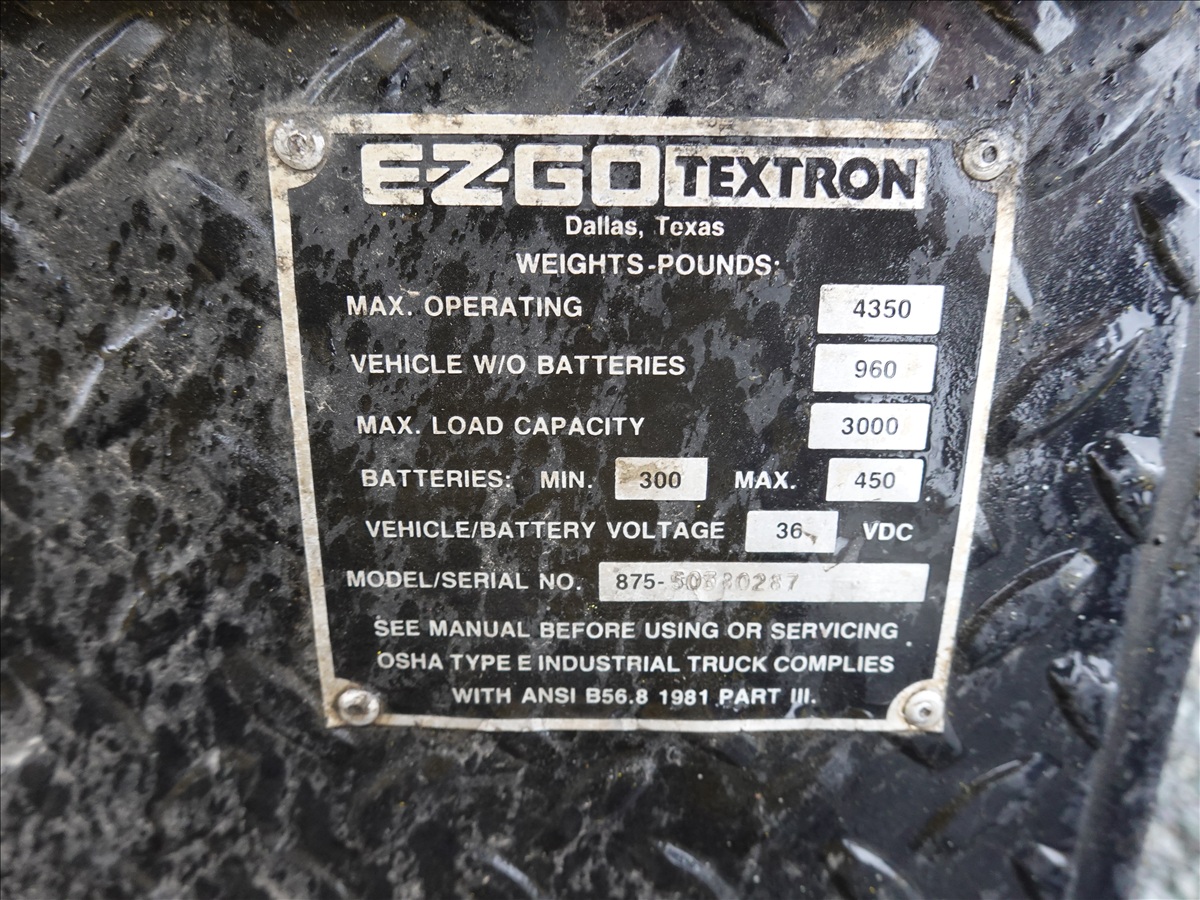 E-Z-GO TEXTRON
Dallas, Texas
WEIGHTS-POUNDS:
MAX. OPERATING 4350
VEHICLE W/O BATTERIES 960
MAX. LOAD CAPACITY 3000
BATTERIES: MIN. 300 MAX. 450
VEHICLE/BATTERY VOLTAGE 36 VDC
MODEL/SERIAL NO. 875-
SEE MANUAL BEFORE USING OR SERVICING
OSHA TYPE E INDUSTRIAL TRUCK COMPLIES
WITH ANSI B56.8 1981 PART III.